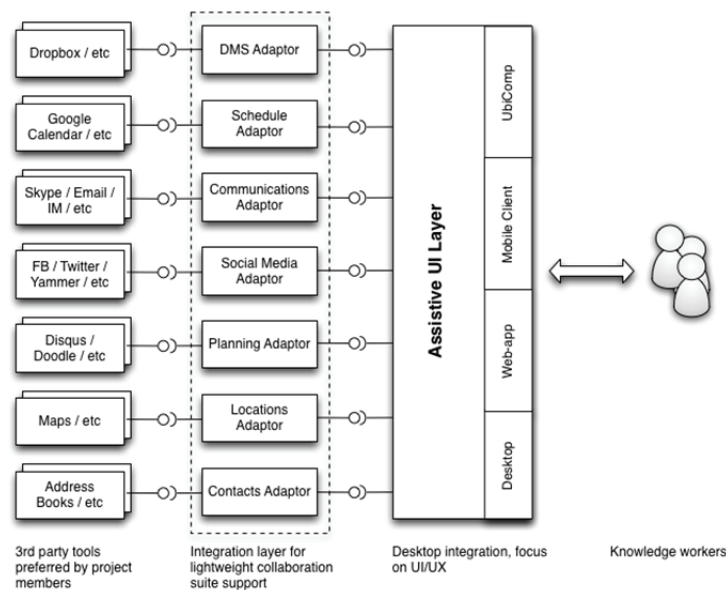 Dropbox / etc
DMS Adaptor
Google
Calendar / etc
Schedule
Adaptor
Skype / Email /
IM / etc
Communications
Adaptor
FB / Twitter /
Yammer / etc
Social Media
Adaptor
Disqus /
Doodle / etc
Planning Adaptor
Maps / etc
Locations
Adaptor
Address
Books / etc
Contacts Adaptor
Assistive UI Layer
UbiComp
Mobile Client
Web-app
Desktop
3rd party tools
preferred by project
members
Integration layer for
lightweight collaboration
suite support
Desktop integration, focus
on UI/UX
Knowledge workers